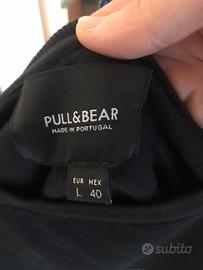 PULL&BEAR
MADE IN PORTUGAL
EUR MEX
L 40
subito